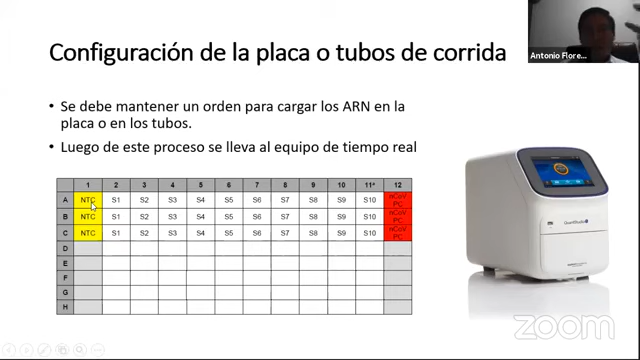 Configuración de la placa o tubos de corrida
Antonio Flore...
• Se debe mantener un orden para cargar los ARN en la
placa o en los tubos.
• Luego de este proceso se lleva al equipo de tiempo real
1 2 3 4 5 6 7 8 9 10 11* 12
A NTC S1 S2 S3 S4 S5 S6 S7 S8 S9 S10 nCoV PC
B NTC S1 S2 S3 S4 S5 S6 S7 S8 S9 S10 nCoV PC
C NTC S1 S2 S3 S4 S5 S6 S7 S8 S9 S10 nCoV PC
D
E
F
G
H
QuantStudio
zoom